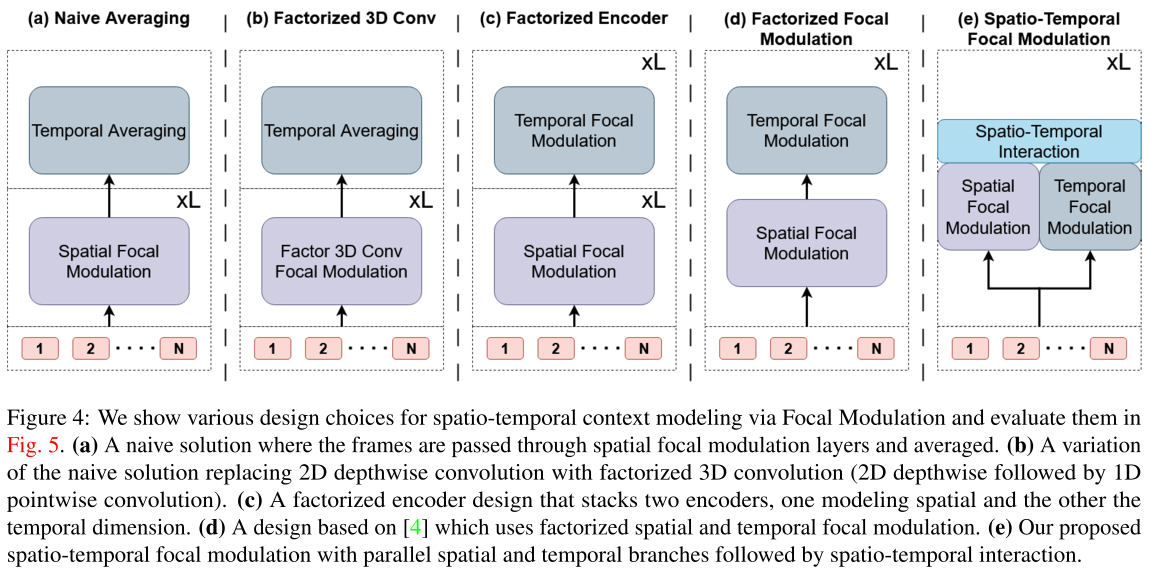 (a) Naive Averaging
xL
Temporal Averaging
Spatial Focal
Modulation
1 2 · · · · N
(b) Factorized 3D Conv
xL
Temporal Averaging
Factor 3D Conv
Focal Modulation
1 2 · · · · N
(c) Factorized Encoder
xL
Temporal Focal
Modulation
xL
Spatial Focal
Modulation
1 2 · · · · N
(d) Factorized Focal
Modulation
xL
Temporal Focal
Modulation
Spatial Focal
Modulation
1 2 · · · · N
(e) Spatio-Temporal
Focal Modulation
xL
Spatio-Temporal
Interaction
Spatial
Focal
Modulation
Temporal
Focal
Modulation
1 2 · · · · N
Figure 4: We show various design choices for spatio-temporal context modeling via Focal Modulation and evaluate them in
Fig. 5. (a) A naive solution where the frames are passed through spatial focal modulation layers and averaged. (b) A variation
of the naive solution replacing 2D depthwise convolution with factorized 3D convolution (2D depthwise followed by 1D
pointwise convolution). (c) A factorized encoder design that stacks two encoders, one modeling spatial and the other the
temporal dimension. (d) A design based on [4] which uses factorized spatial and temporal focal modulation. (e) Our proposed
spatio-temporal focal modulation with parallel spatial and temporal branches followed by spatio-temporal interaction.